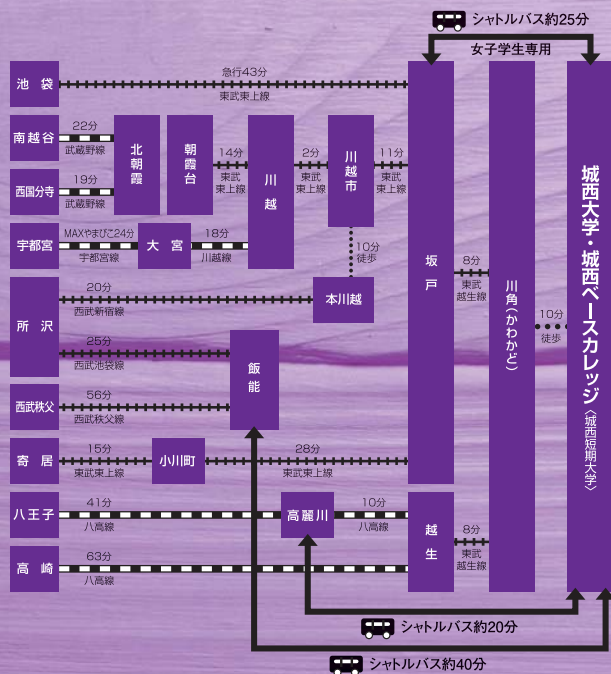 シャトルバス約25分
女子学生専用
池袋
急行43分
東武東上線
南越谷
22分
武蔵野線
北朝霞
朝霞台
14分
東武
東上線
川越
2分
東武
東上線
川越市
11分
東武
東上線
西国分寺
19分
武蔵野線
宇都宮
MAXやまびこ24分
宇都宮線
大宮
18分
川越線
10分
徒歩
坂戸
8分
東武
越生線
川角(かわかど)
10分
徒歩
城西大学・城西ベースカレッジ〈城西短期大学〉
所沢
20分
西武新宿線
本川越
25分
西武池袋線
飯能
西武秩父
56分
西武秩父線
寄居
15分
東武東上線
小川町
28分
東武東上線
八王子
41分
八高線
高麗川
10分
八高線
越生
8分
東武
越生線
高崎
63分
八高線
シャトルバス約20分
シャトルバス約40分